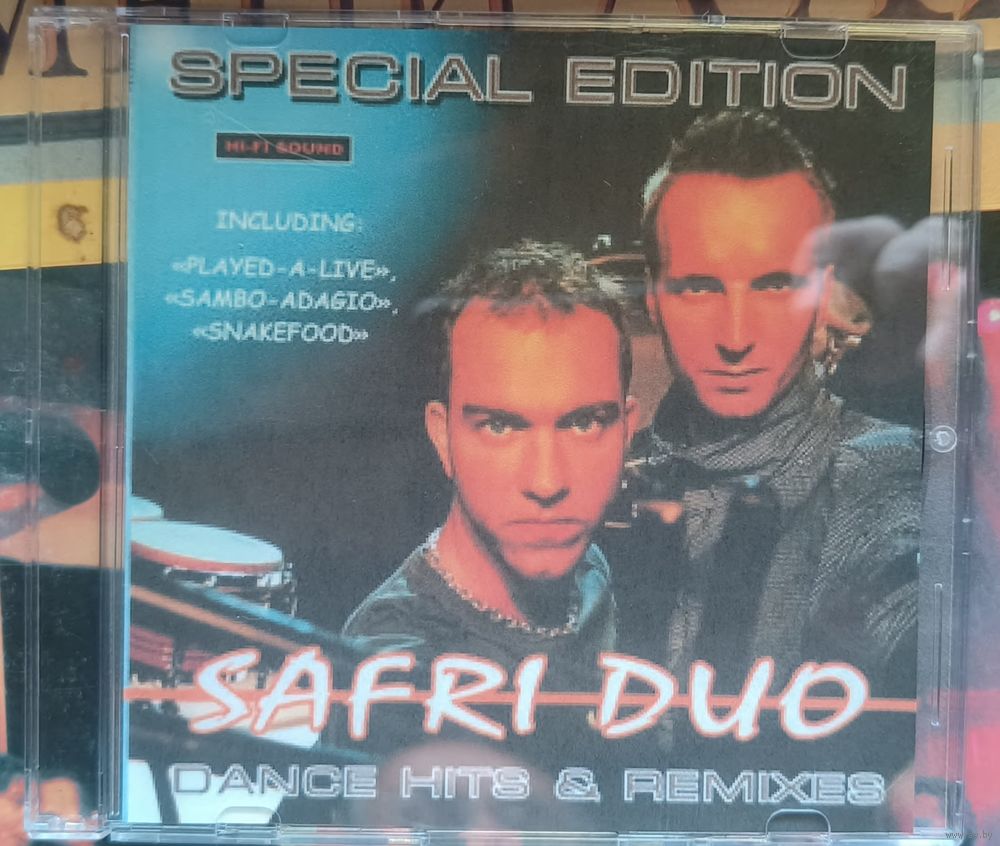 SPECIAL EDITION
HI-FI SOUND
INCLUDING:
«PLAYED-A-LIVE»,
«SAMBO-ADAGIO»,
«SNAKEFOOD»
SAFRI DUO
DANCE HITS & REMIXES